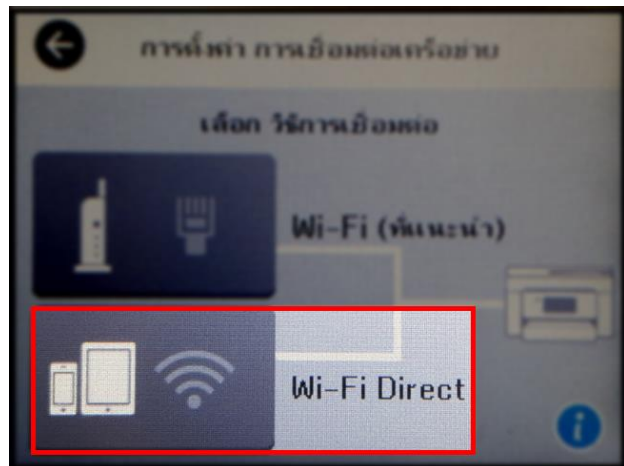 การตั้งค่า การเชื่อมต่อเครือข่าย
เลือก วิธีการเชื่อมต่อ
Wi-Fi (ที่แนะนำ)
Wi-Fi Direct
i